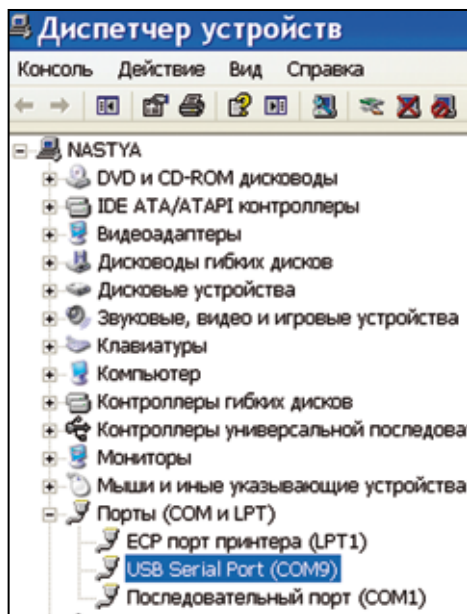 Диспетчер устройств
Консоль Действие Вид Справка
NASTYA
DVD и CD-ROM дисководы
IDE ATA/ATAPI контроллеры
Видеоадаптеры
Дисководы гибких дисков
Дисковые устройства
Звуковые, видео и игровые устройства
Клавиатуры
Компьютер
Контроллеры гибких дисков
Контроллеры универсальной последова
Мониторы
Мыши и иные указывающие устройства
Порты (COM и LPT)
ECP порт принтера (LPT1)
USB Serial Port (COM9)
Последовательный порт (COM1)